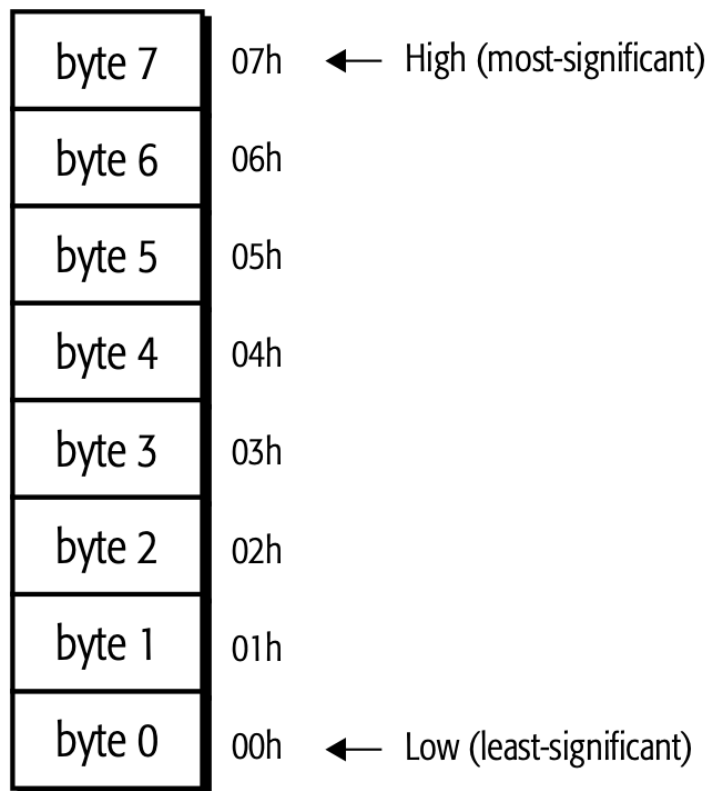 byte 7 07h High (most-significant)
byte 6 06h
byte 5 05h
byte 4 04h
byte 3 03h
byte 2 02h
byte 1 01h
byte 0 00h Low (least-significant)